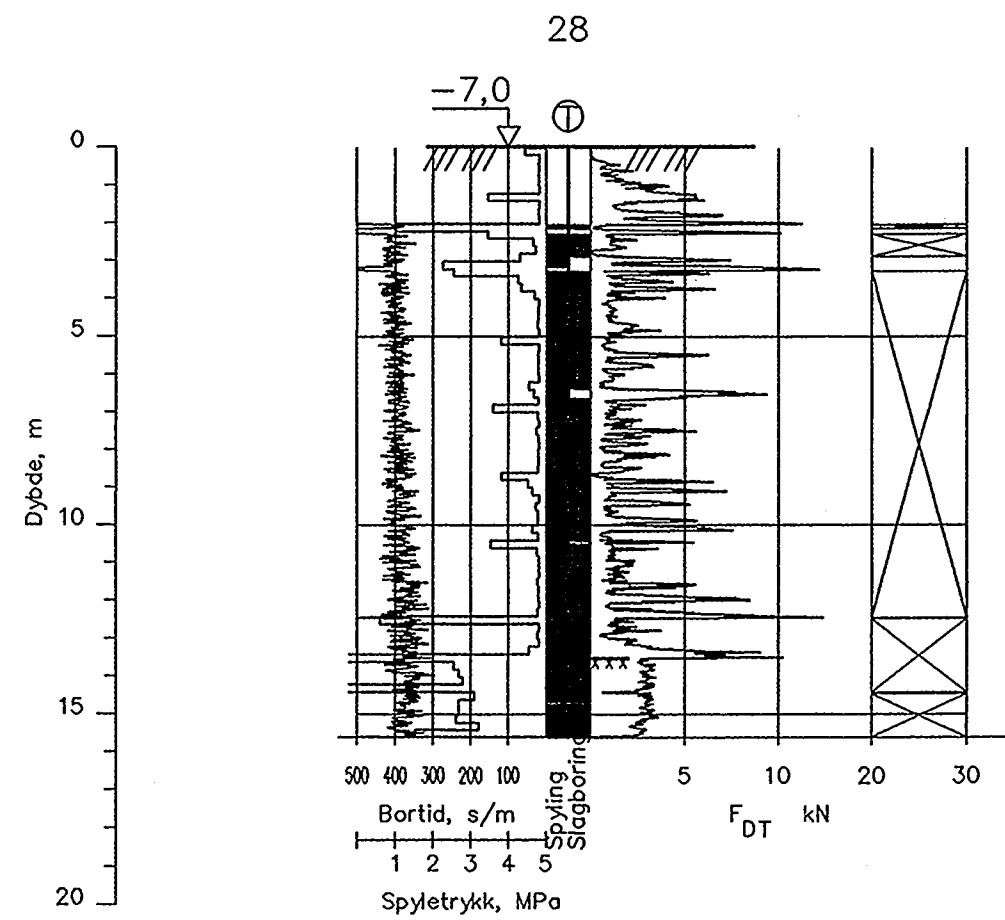 28
−7,0
T
0
5
10
15
20
Dybde, m
500 400 300 200 100
Bortid, s/m
1 2 3 4 5
Spyletrykk, MPa
Spyling
Slagboring
5 10 20 30
FDT kN